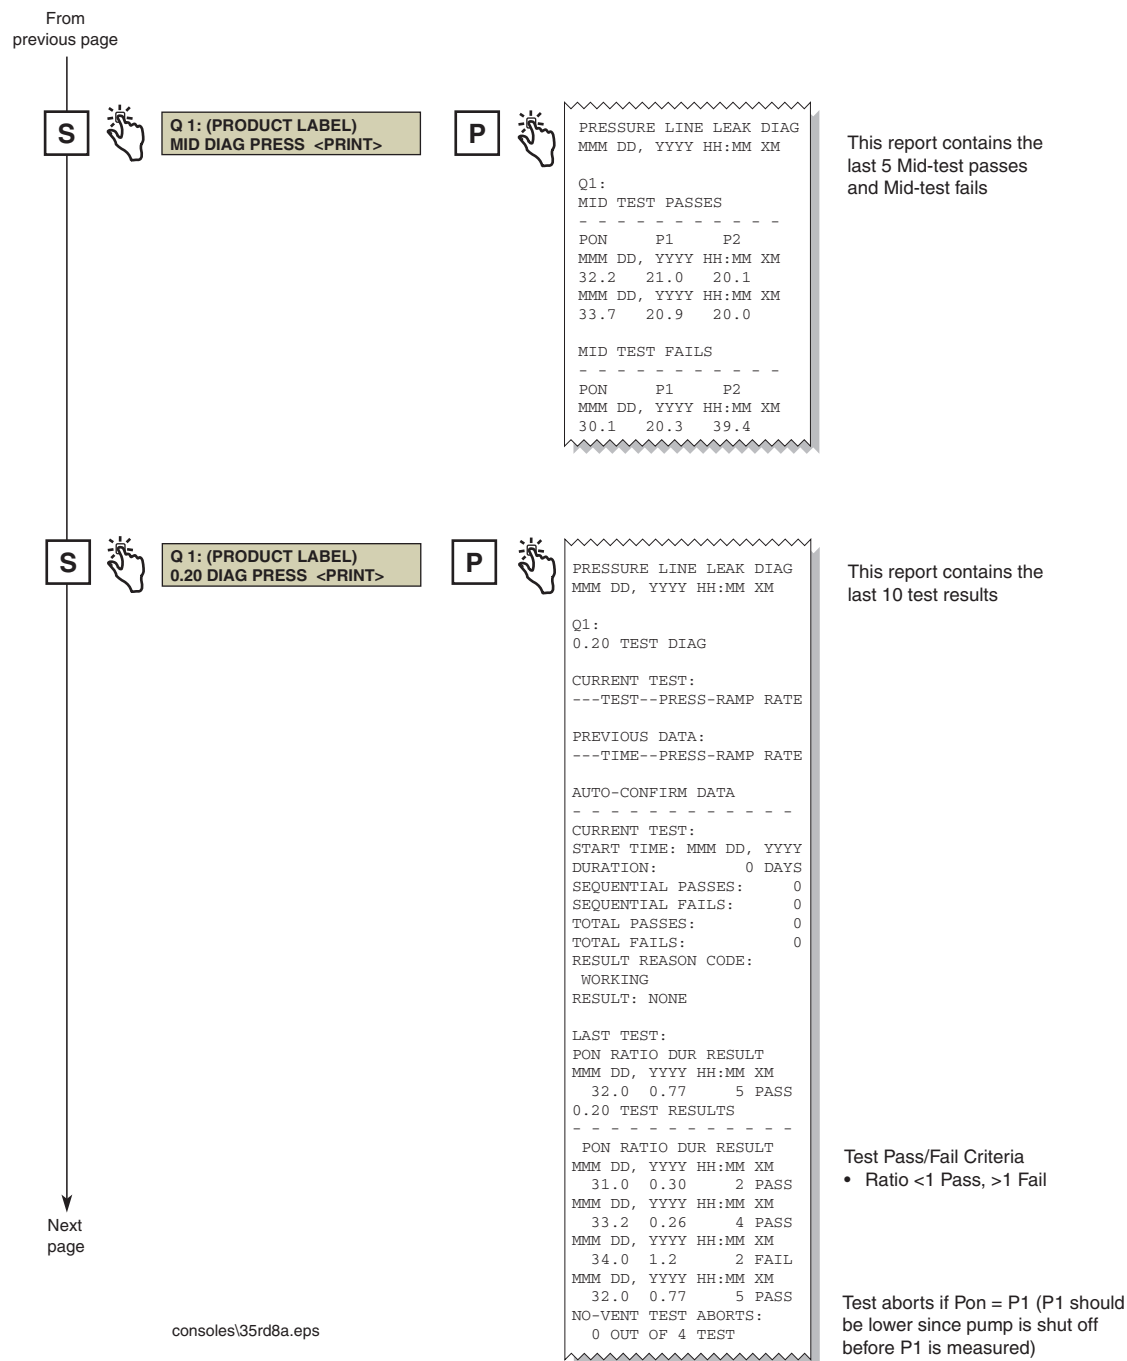 From
previous page
S
Q 1: (PRODUCT LABEL)
MID DIAG PRESS <PRINT>
P
PRESSURE LINE LEAK DIAG
MMM DD, YYYY HH:MM XM
Q1:
MID TEST PASSES
- - - - - - - - - - -
PON P1 P2
MMM DD, YYYY HH:MM XM
32.2 21.0 20.1
MMM DD, YYYY HH:MM XM
33.7 20.9 20.0
MID TEST FAILS
- - - - - - - - - - -
PON P1 P2
MMM DD, YYYY HH:MM XM
30.1 20.3 39.4
This report contains the
last 5 Mid-test passes
and Mid-test fails
S
Q 1: (PRODUCT LABEL)
0.20 DIAG PRESS <PRINT>
P
PRESSURE LINE LEAK DIAG
MMM DD, YYYY HH:MM XM
Q1:
0.20 TEST DIAG
CURRENT TEST:
---TEST--PRESS-RAMP RATE
PREVIOUS DATA:
---TIME--PRESS-RAMP RATE
AUTO-CONFIRM DATA
- - - - - - - - - - - -
CURRENT TEST:
START TIME: MMM DD, YYYY
DURATION: 0 DAYS
SEQUENTIAL PASSES: 0
SEQUENTIAL FAILS: 0
TOTAL PASSES: 0
TOTAL FAILS: 0
RESULT REASON CODE:
WORKING
RESULT: NONE
LAST TEST:
PON RATIO DUR RESULT
MMM DD, YYYY HH:MM XM
32.0 0.77 5 PASS
0.20 TEST RESULTS
- - - - - - - - - - - -
PON RATIO DUR RESULT
MMM DD, YYYY HH:MM XM
31.0 0.30 2 PASS
MMM DD, YYYY HH:MM XM
33.2 0.26 4 PASS
MMM DD, YYYY HH:MM XM
34.0 1.2 2 FAIL
MMM DD, YYYY HH:MM XM
32.0 0.77 5 PASS
NO-VENT TEST ABORTS:
0 OUT OF 4 TEST
This report contains the
last 10 test results
Test Pass/Fail Criteria
• Ratio <1 Pass, >1 Fail
Test aborts if Pon = P1 (P1 should
be lower since pump is shut off
before P1 is measured)
Next
page
consoles\35rd8a.eps